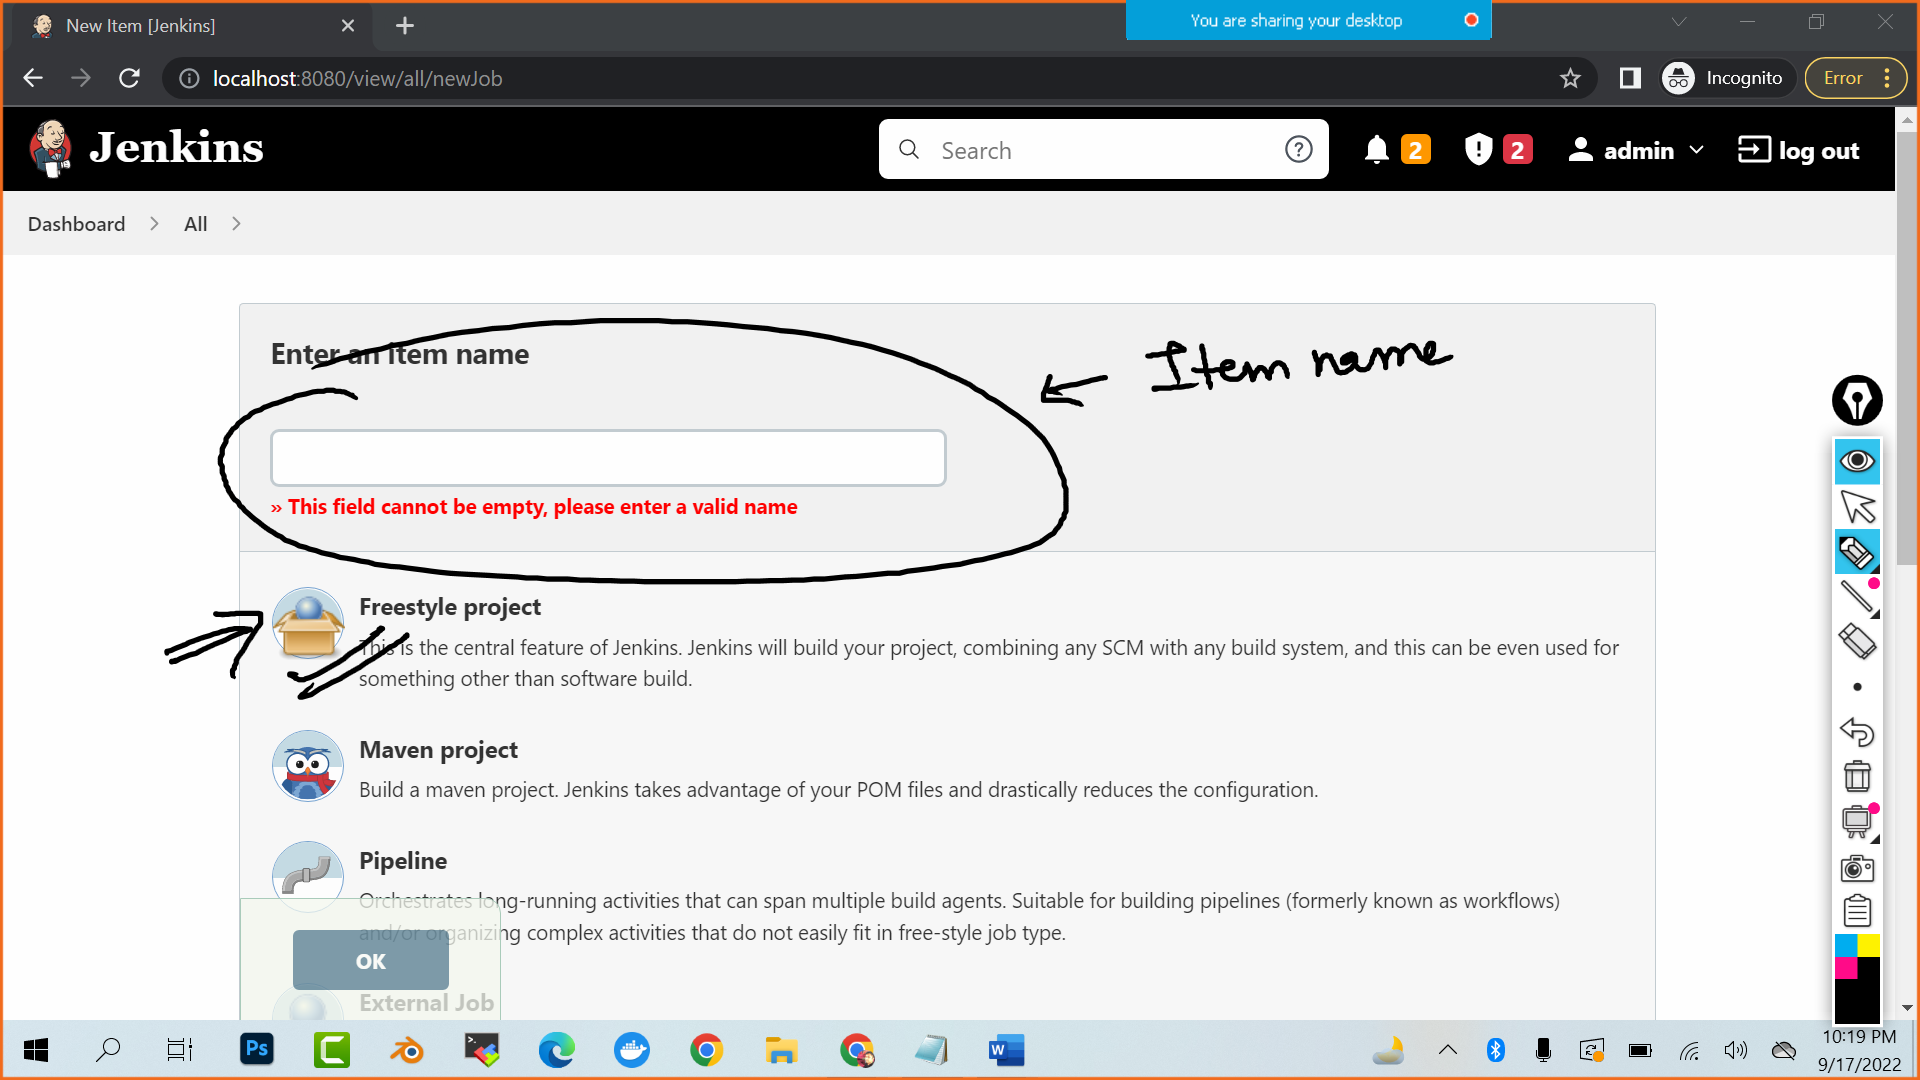 New Item [Jenkins]
You are sharing your desktop
localhost:8080/view/all/newJob
Incognito
Error
Jenkins
Search
2
2
admin
log out
Dashboard
All
Enter an item name
Item name
» This field cannot be empty, please enter a valid name
Freestyle project
This is the central feature of Jenkins. Jenkins will build your project, combining any SCM with any build system, and this can be even used for
something other than software build.
Maven project
Build a maven project. Jenkins takes advantage of your POM files and drastically reduces the configuration.
Pipeline
Orchestrates long-running activities that can span multiple build agents. Suitable for building pipelines (formerly known as workflows)
and/or organizing complex activities that do not easily fit in free-style job type.
OK
External Job
Ps
10:19 PM
9/17/2022